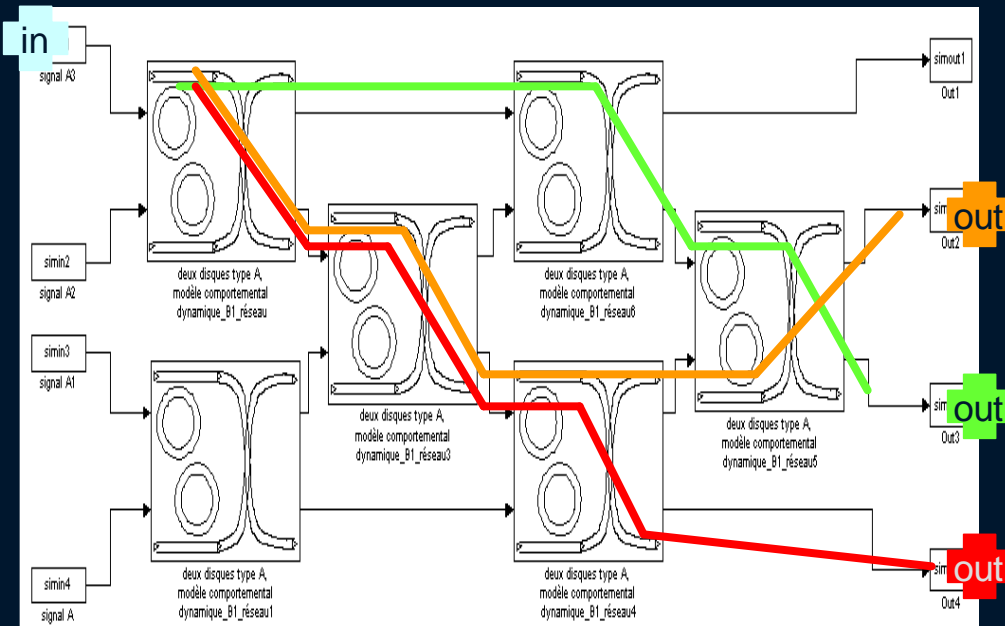 in
signal A3
simin2
signal A2
simin3
signal A1
simin4
signal A
deux disques type A,
modèle comportemental
dynamique_B1_réseau
deux disques type A,
modèle comportemental
dynamique_B1_réseau1
deux disques type A,
modèle comportemental
dynamique_B1_réseau3
deux disques type A,
modèle comportemental
dynamique_B1_réseau6
deux disques type A,
modèle comportemental
dynamique_B1_réseau4
deux disques type A,
modèle comportemental
dynamique_B1_réseau5
simout1
Out1
out
Out2
out
Out3
out
Out4